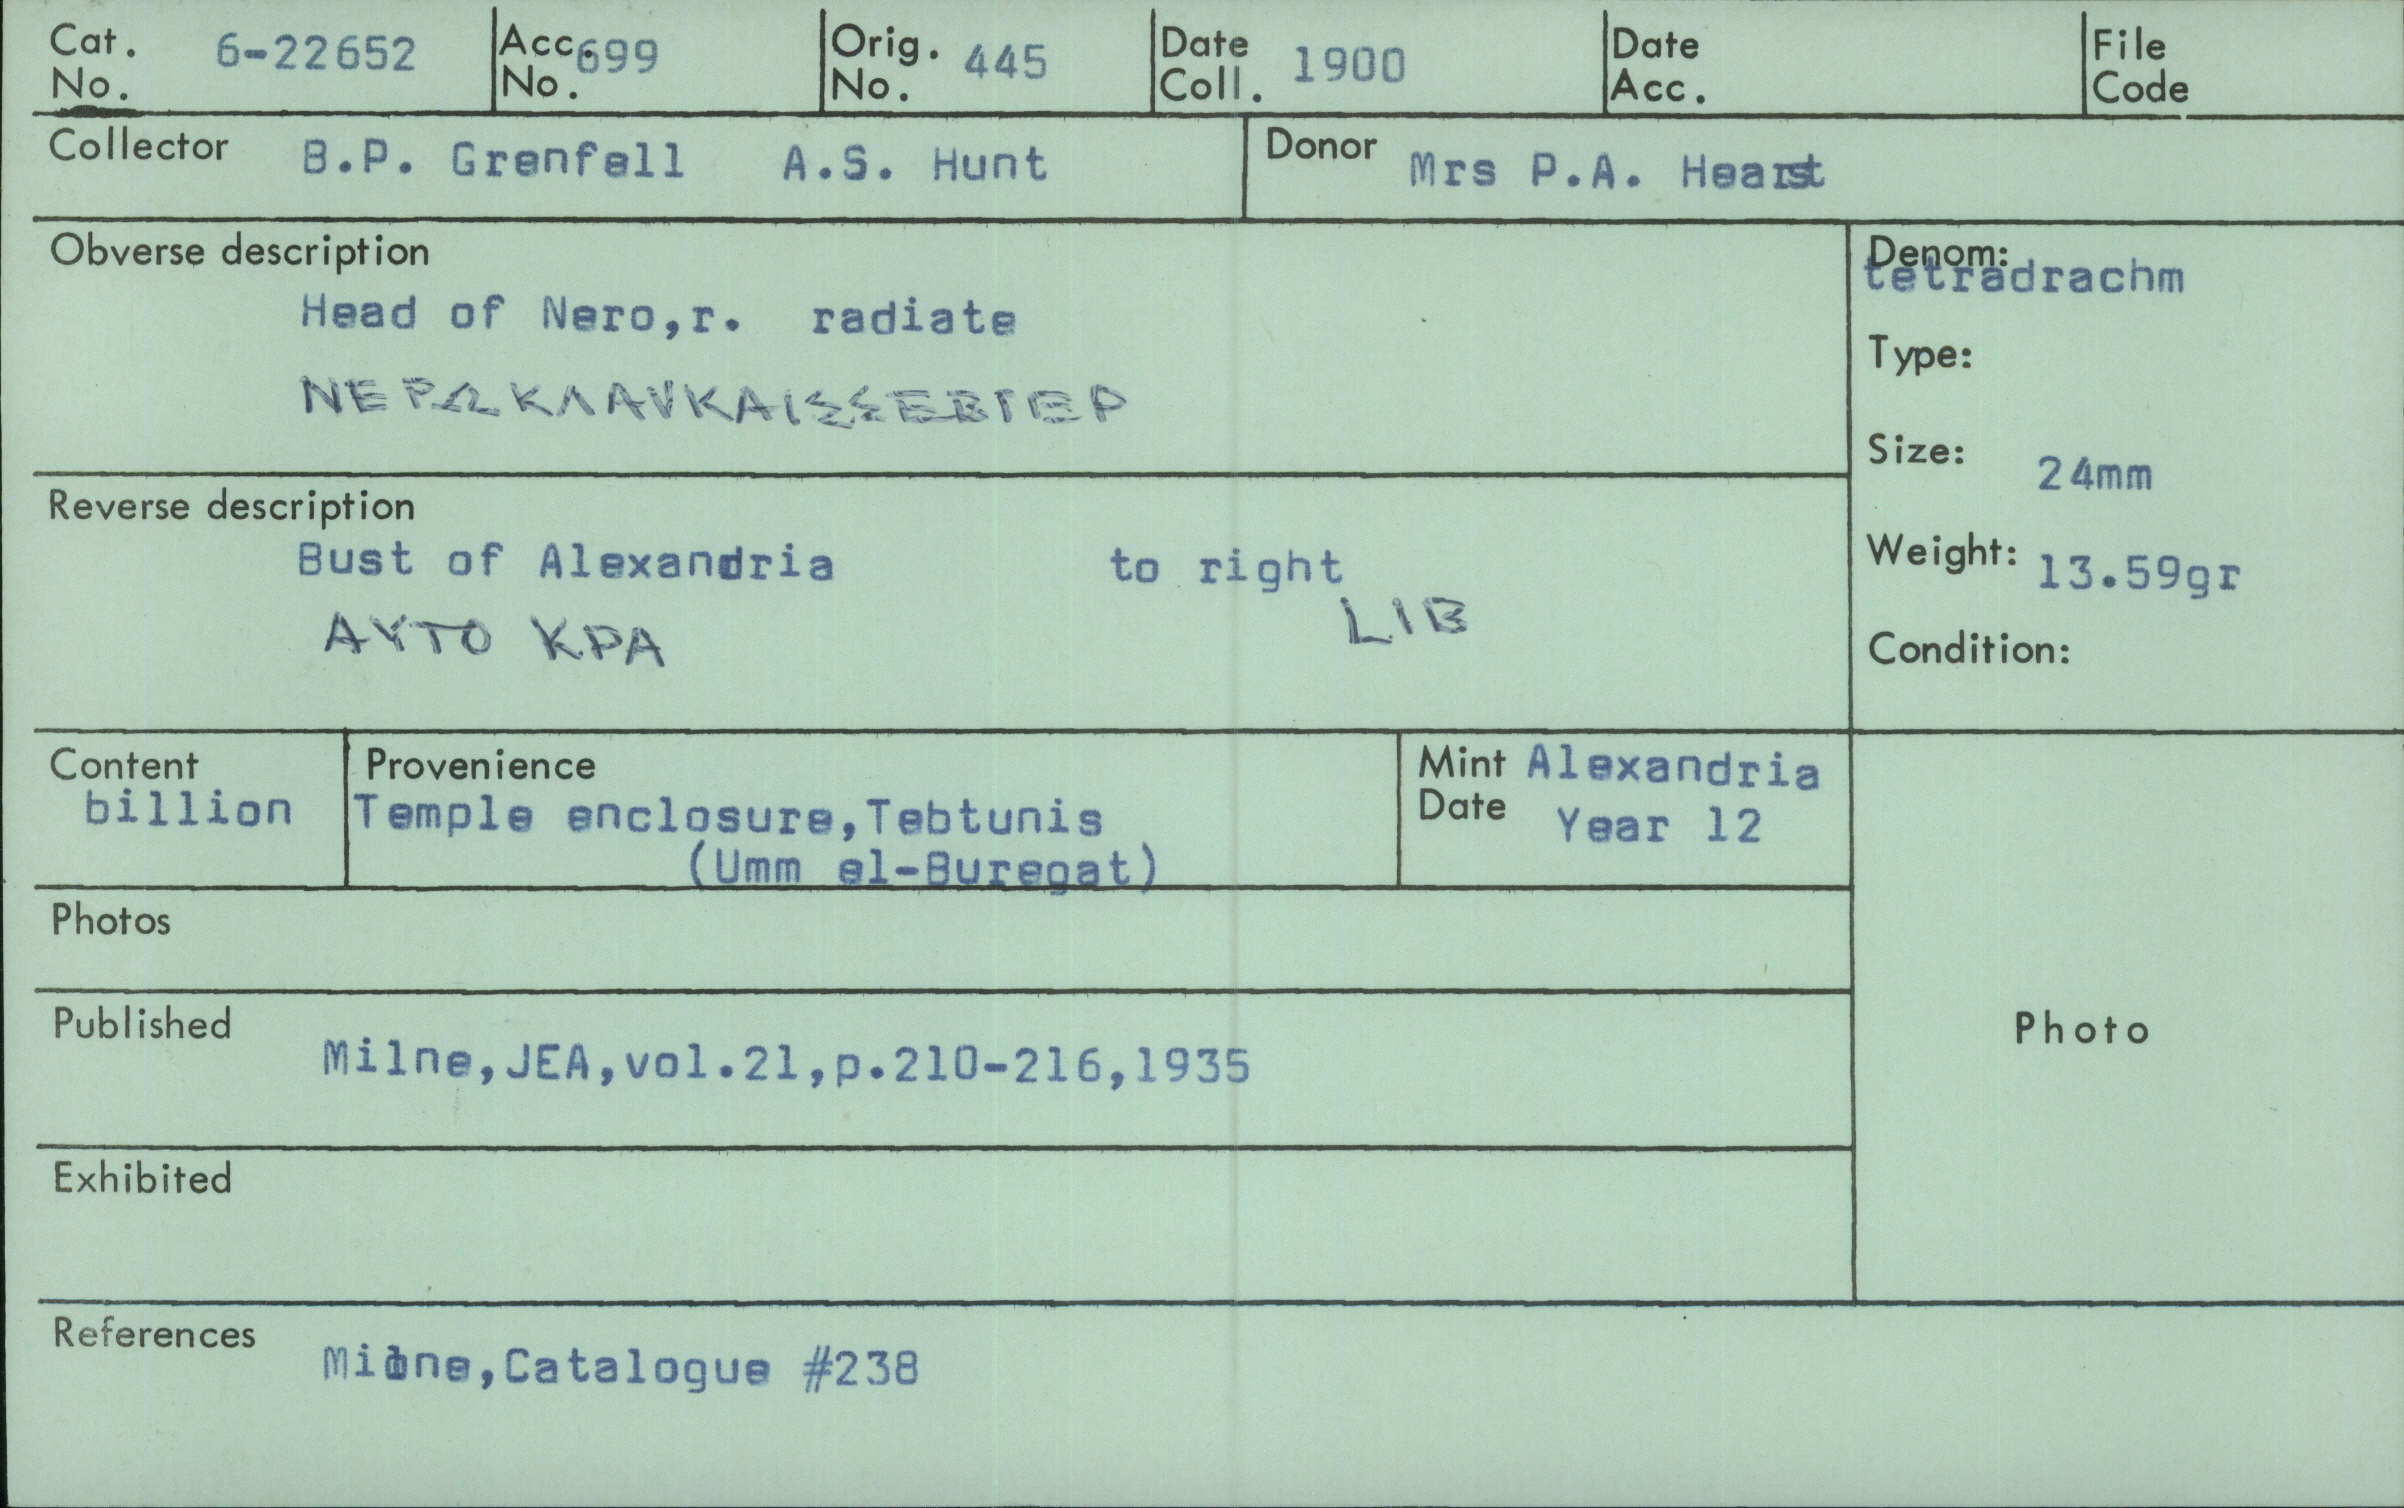 Cat. No. 6-22652 Acc. No. 699 Orig. No. 445 Date Coll. 1900 Date Acc. File Code
Collector B.P. Grenfell A.S. Hunt Donor Mrs P.A. Hearst
Obverse description
Head of Nero,r. radiate
ΝΕΡΩΚΛΑΥΚΑΙΣΣΕΒΓΕΡ
Denom: tetradrachm
Type:
Size: 24mm
Weight: 13.59gr
Condition:
Reverse description
Bust of Alexandria to right
ΑΥΤΟ ΚΡΑ LΙΒ
Content
billion
Provenience
Temple enclosure,Tebtunis
(Umm el-Buregat)
Mint Alexandria
Date Year 12
Photos
Published
Milne,JEA,vol.21,p.210-216,1935
Photo
Exhibited
References
Milne,Catalogue #238